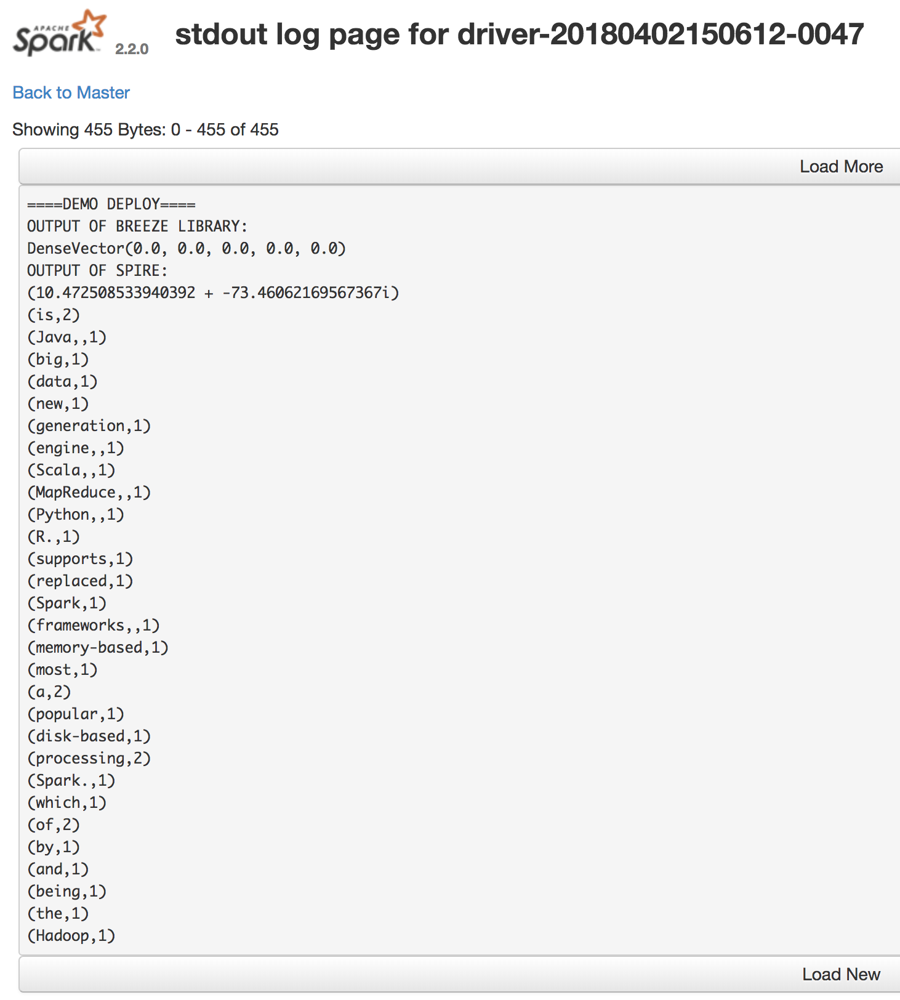 APACHE
Spark 2.2.0 stdout log page for driver-20180402150612-0047
Back to Master
Showing 455 Bytes: 0 - 455 of 455
Load More
====DEMO DEPLOY====
OUTPUT OF BREEZE LIBRARY:
DenseVector(0.0, 0.0, 0.0, 0.0, 0.0)
OUTPUT OF SPIRE:
(10.472508533940392 + -73.46062169567367i)
(is,2)
(Java,,1)
(big,1)
(data,1)
(new,1)
(generation,1)
(engine,,1)
(Scala,,1)
(MapReduce,,1)
(Python,,1)
(R.,1)
(supports,1)
(replaced,1)
(Spark,1)
(frameworks,,1)
(memory-based,1)
(most,1)
(a,2)
(popular,1)
(disk-based,1)
(processing,2)
(Spark.,1)
(which,1)
(of,2)
(by,1)
(and,1)
(being,1)
(the,1)
(Hadoop,1)
Load New